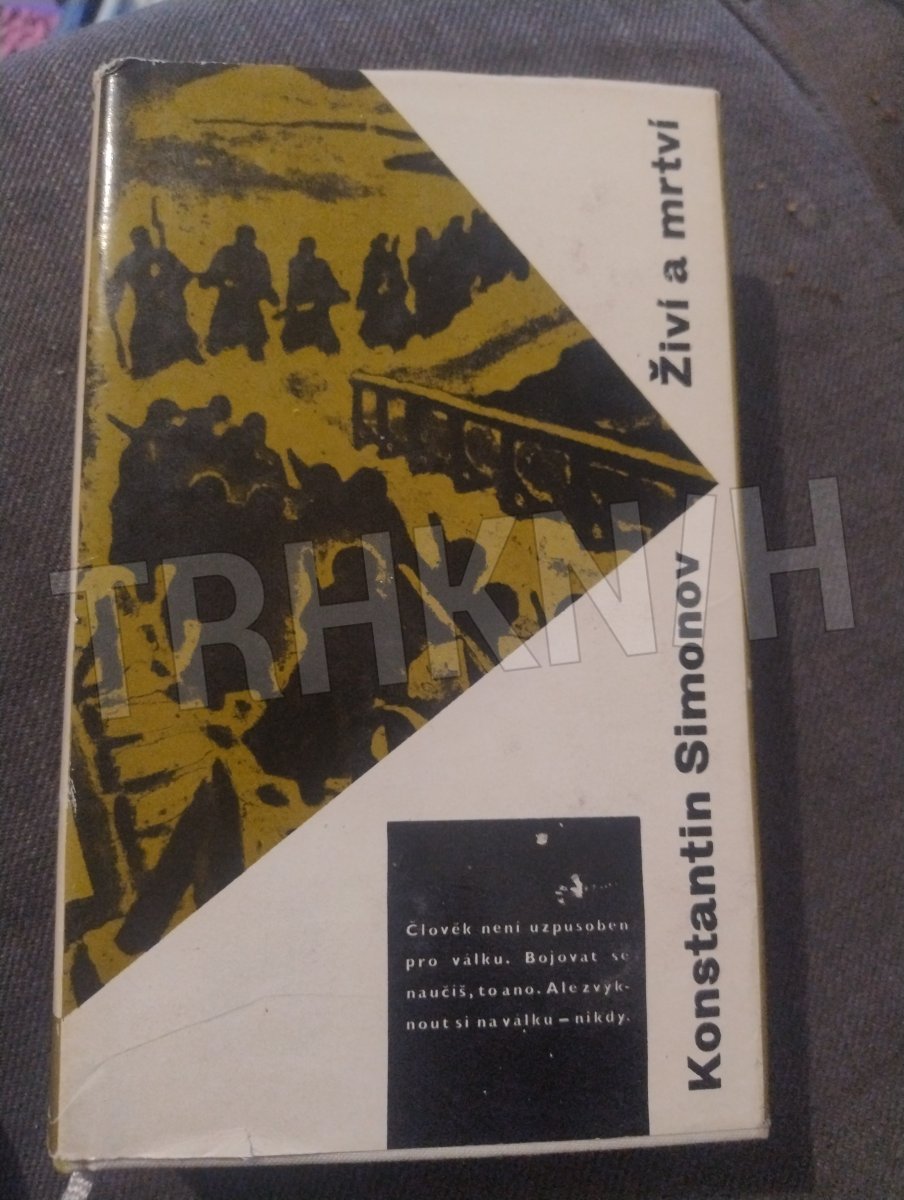 Živí a mrtví
Konstantin Simonov
Člověk není uzpusoben
pro válku. Bojovat se
naučíš, to ano. Ale zvyk-
nout si na válku – nikdy.
TRHKNIH